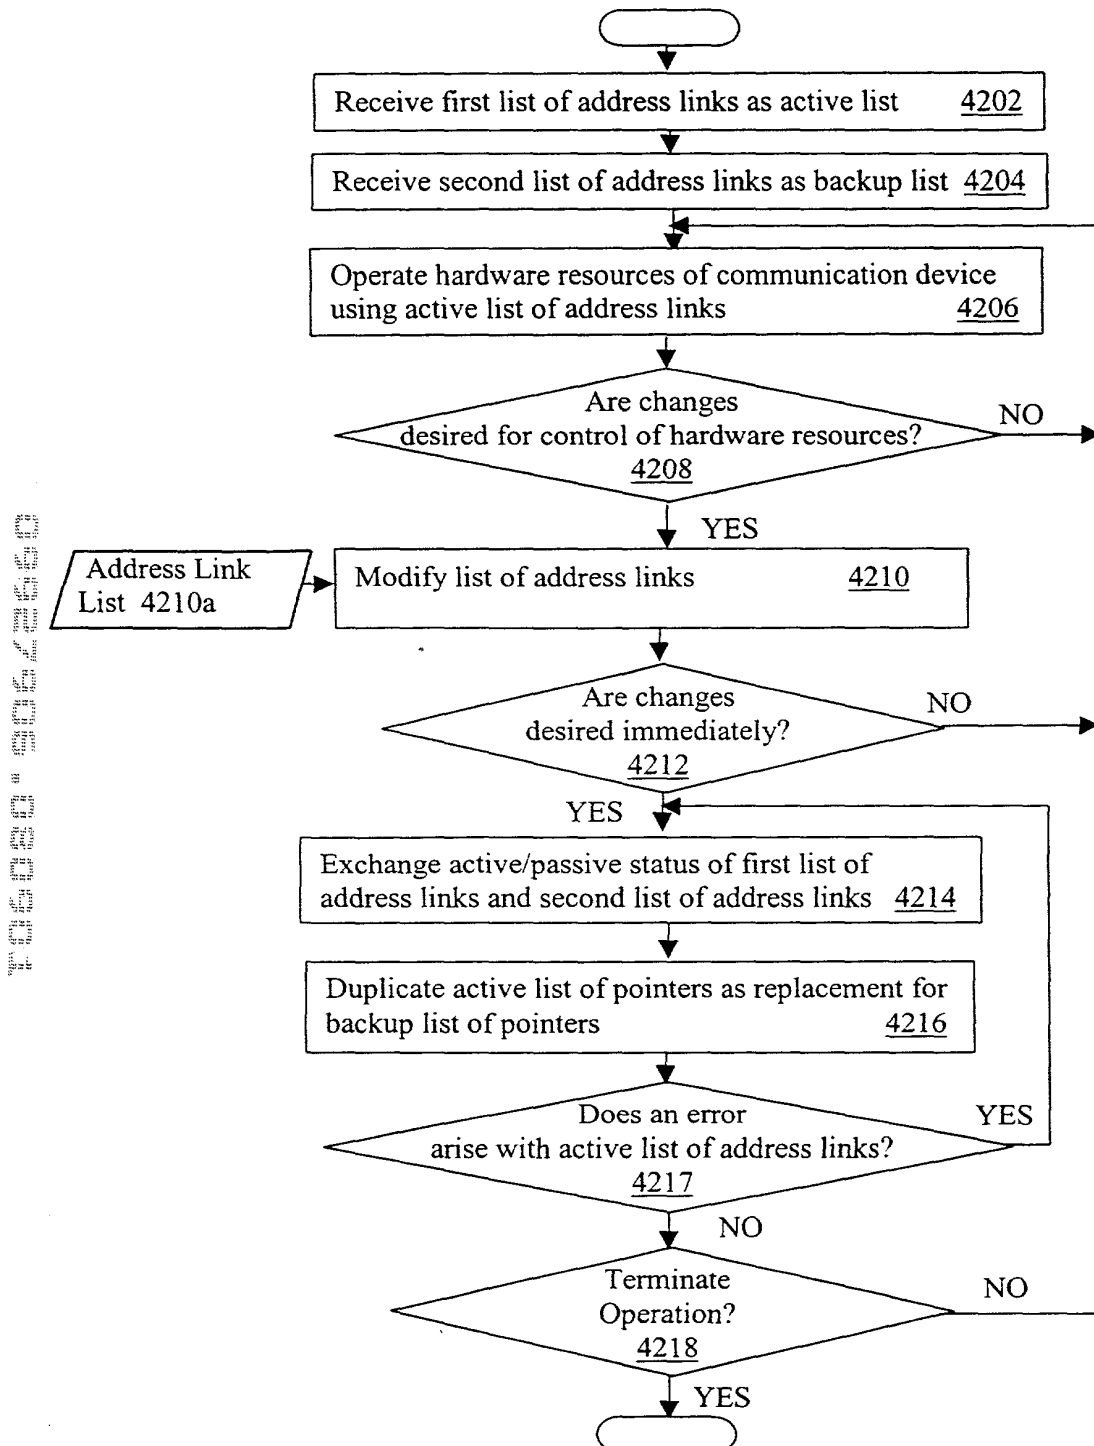 Receive first list of address links as active list 4202
Receive second list of address links as backup list 4204
Operate hardware resources of communication device
using active list of address links 4206
Are changes
desired for control of hardware resources?
4208
NO
YES
Address Link
List 4210a
Modify list of address links 4210
Are changes
desired immediately?
4212
NO
YES
Exchange active/passive status of first list of
address links and second list of address links 4214
Duplicate active list of pointers as replacement for
backup list of pointers 4216
Does an error
arise with active list of address links?
4217
YES
NO
Terminate
Operation?
4218
NO
YES